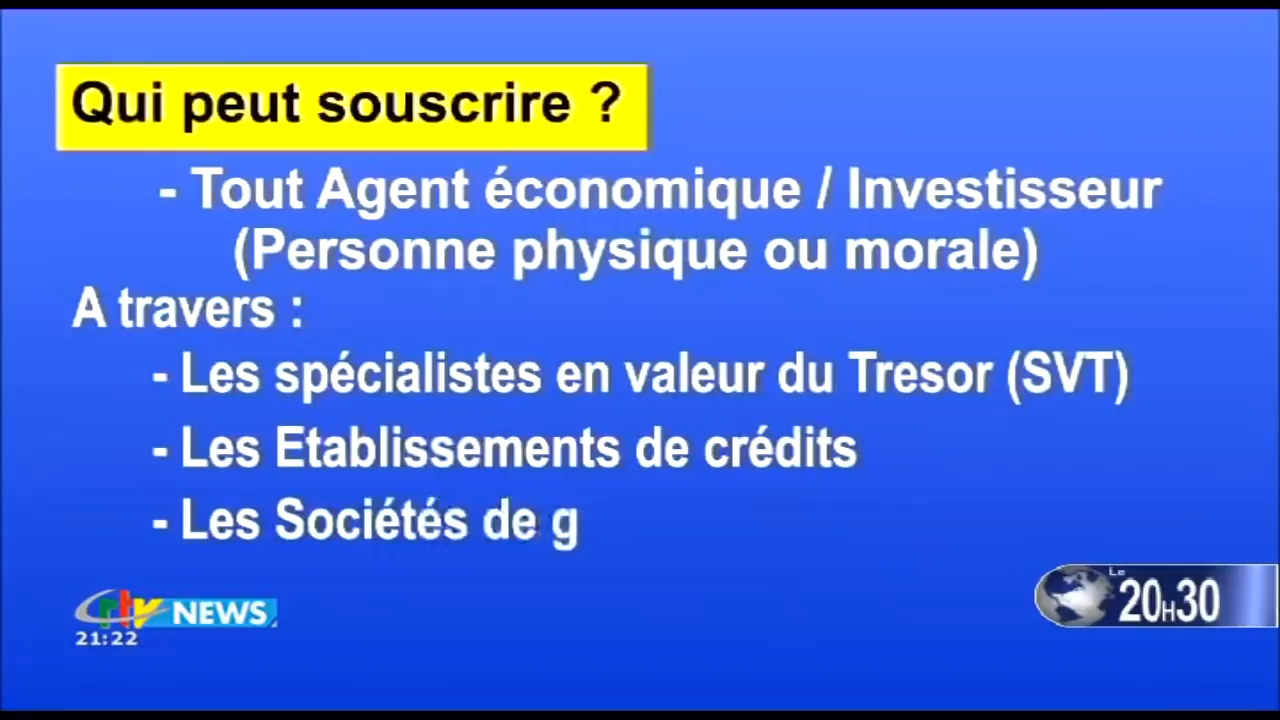 Qui peut souscrire ?
- Tout Agent économique / Investisseur
(Personne physique ou morale)
A travers :
- Les spécialistes en valeur du Tresor (SVT)
- Les Etablissements de crédits
- Les Sociétés de g
crtv NEWS
21:22
Le 20H30